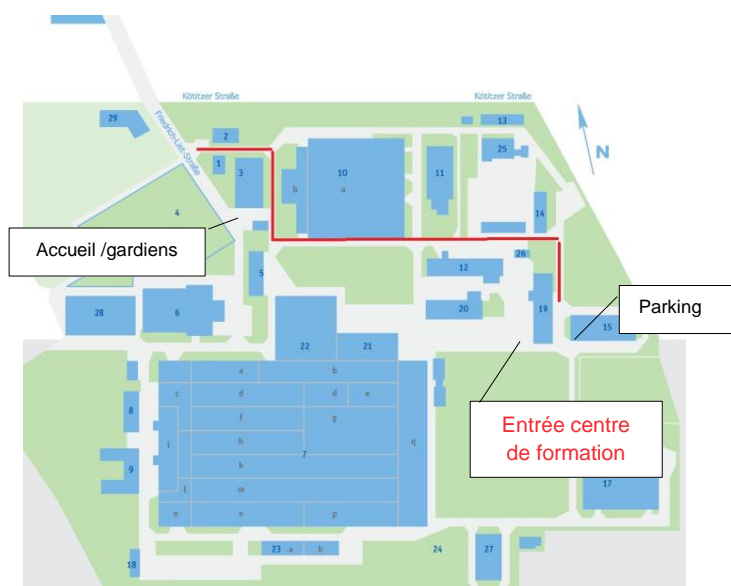 Kötitzer Straße
Kötitzer Straße
29
Friedrich-List-Straße
2
13
1
3
10
b
a
11
25
N
4
14
Accueil /gardiens
26
5
12
28
6
20
19
Parking
15
22
21
a
b
c
d
d
e
Entrée centre
de formation
f
g
8
l
h
7
q
9
k
l
m
17
n
o
p
23
a
b
24
27
18